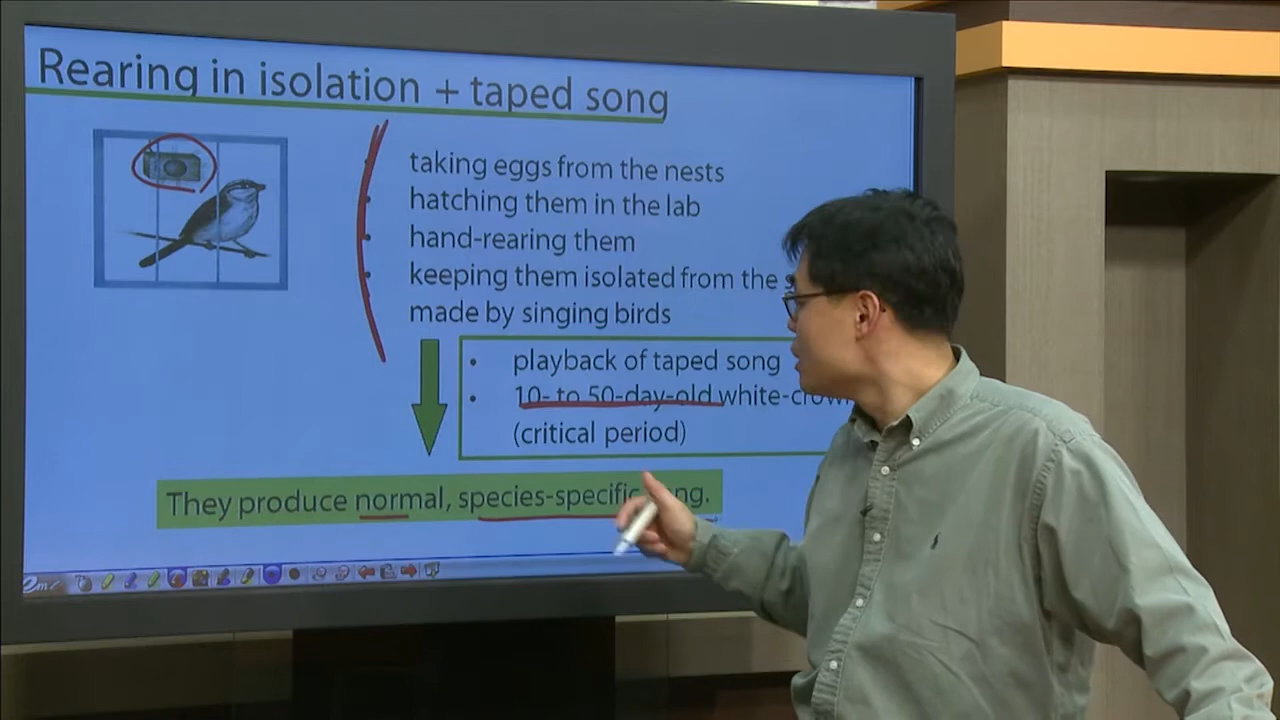 Rearing in isolation + taped song
taking eggs from the nests
hatching them in the lab
hand-rearing them
keeping them isolated from the
made by singing birds
playback of taped song
10- to 50-day-old
(critical period)
They produce normal, species-specific